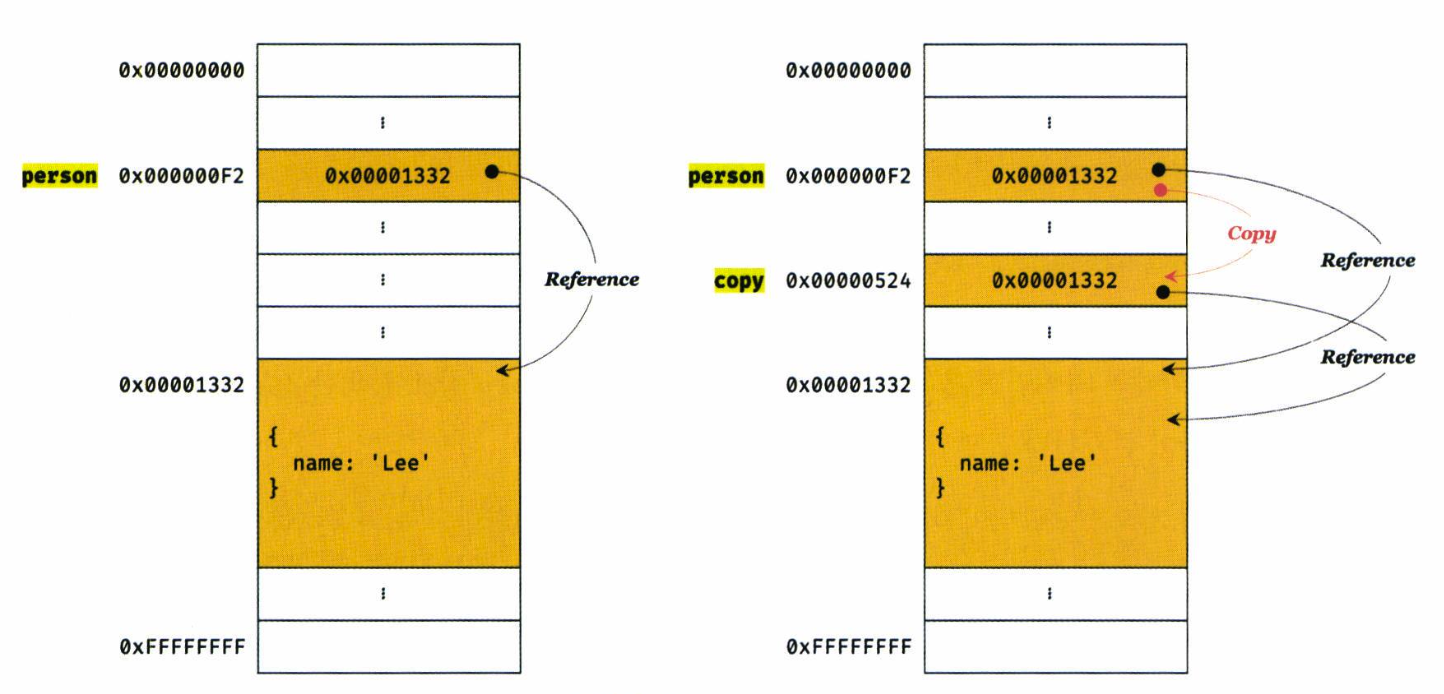 0x00000000
⋮
person 0x000000F2 0x00001332
⋮
⋮
Reference
⋮
0x00001332
{
name: 'Lee'
}
⋮
0xFFFFFFFF
0x00000000
⋮
person 0x000000F2 0x00001332
⋮
Copy
Reference
copy 0x00000524 0x00001332
⋮
Reference
0x00001332
{
name: 'Lee'
}
⋮
0xFFFFFFFF